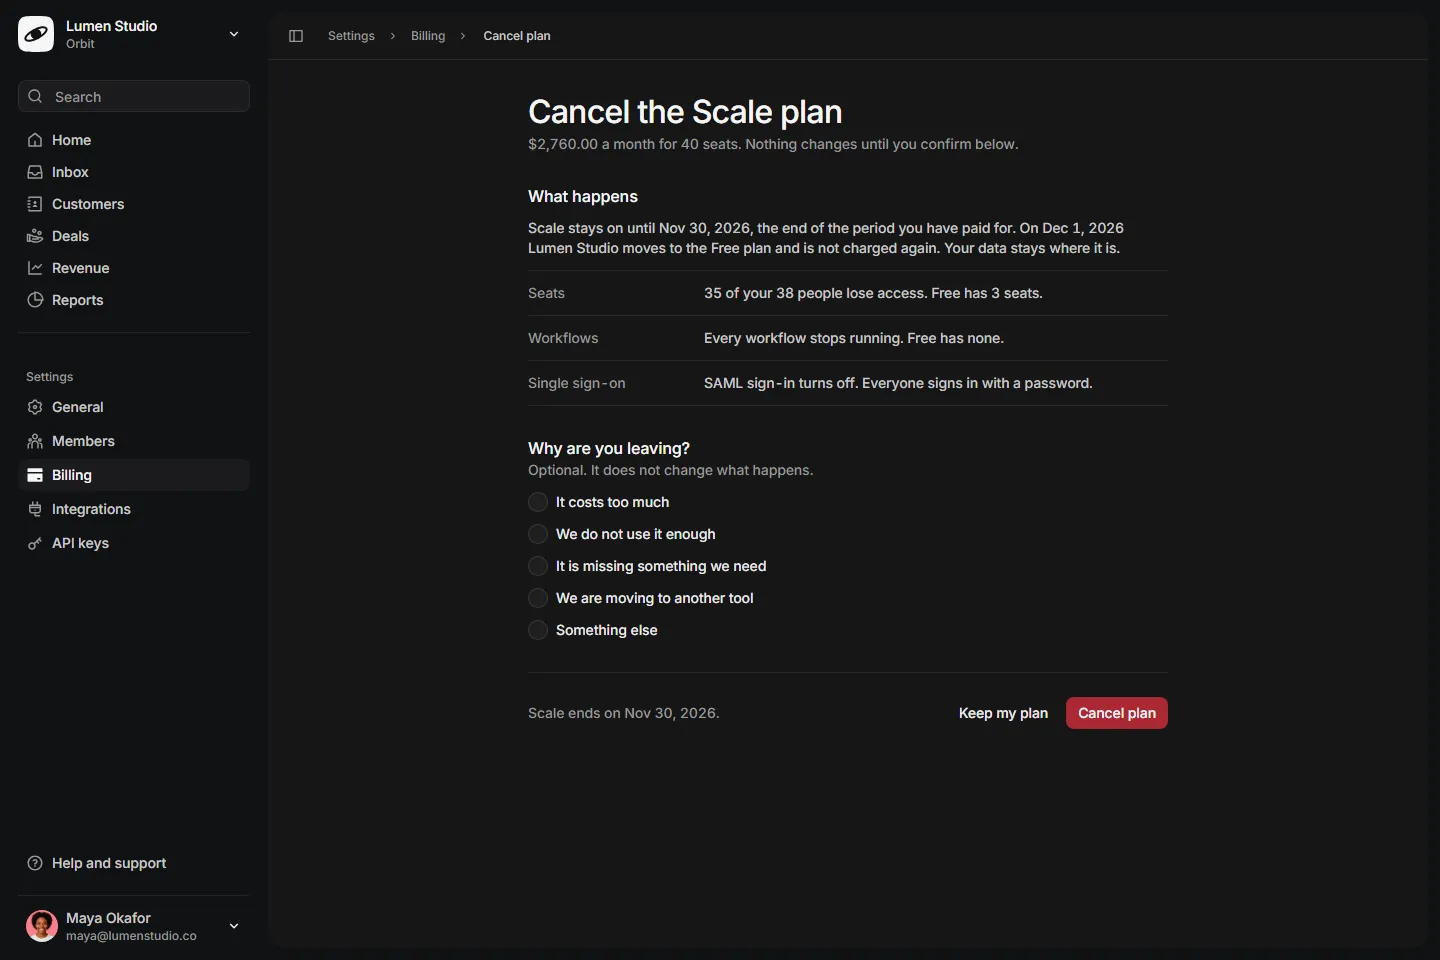 Lumen Studio
Orbit
Search
Home
Inbox
Customers
Deals
Revenue
Reports
Settings
General
Members
Billing
Integrations
API keys
Help and support
Maya Okafor
maya@lumenstudio.co
Settings > Billing > Cancel plan
Cancel the Scale plan
$2,760.00 a month for 40 seats. Nothing changes until you confirm below.
What happens
Scale stays on until Nov 30, 2026, the end of the period you have paid for. On Dec 1, 2026
Lumen Studio moves to the Free plan and is not charged again. Your data stays where it is.
Seats 35 of your 38 people lose access. Free has 3 seats.
Workflows Every workflow stops running. Free has none.
Single sign-on SAML sign-in turns off. Everyone signs in with a password.
Why are you leaving?
Optional. It does not change what happens.
It costs too much
We do not use it enough
It is missing something we need
We are moving to another tool
Something else
Scale ends on Nov 30, 2026. Keep my plan Cancel plan